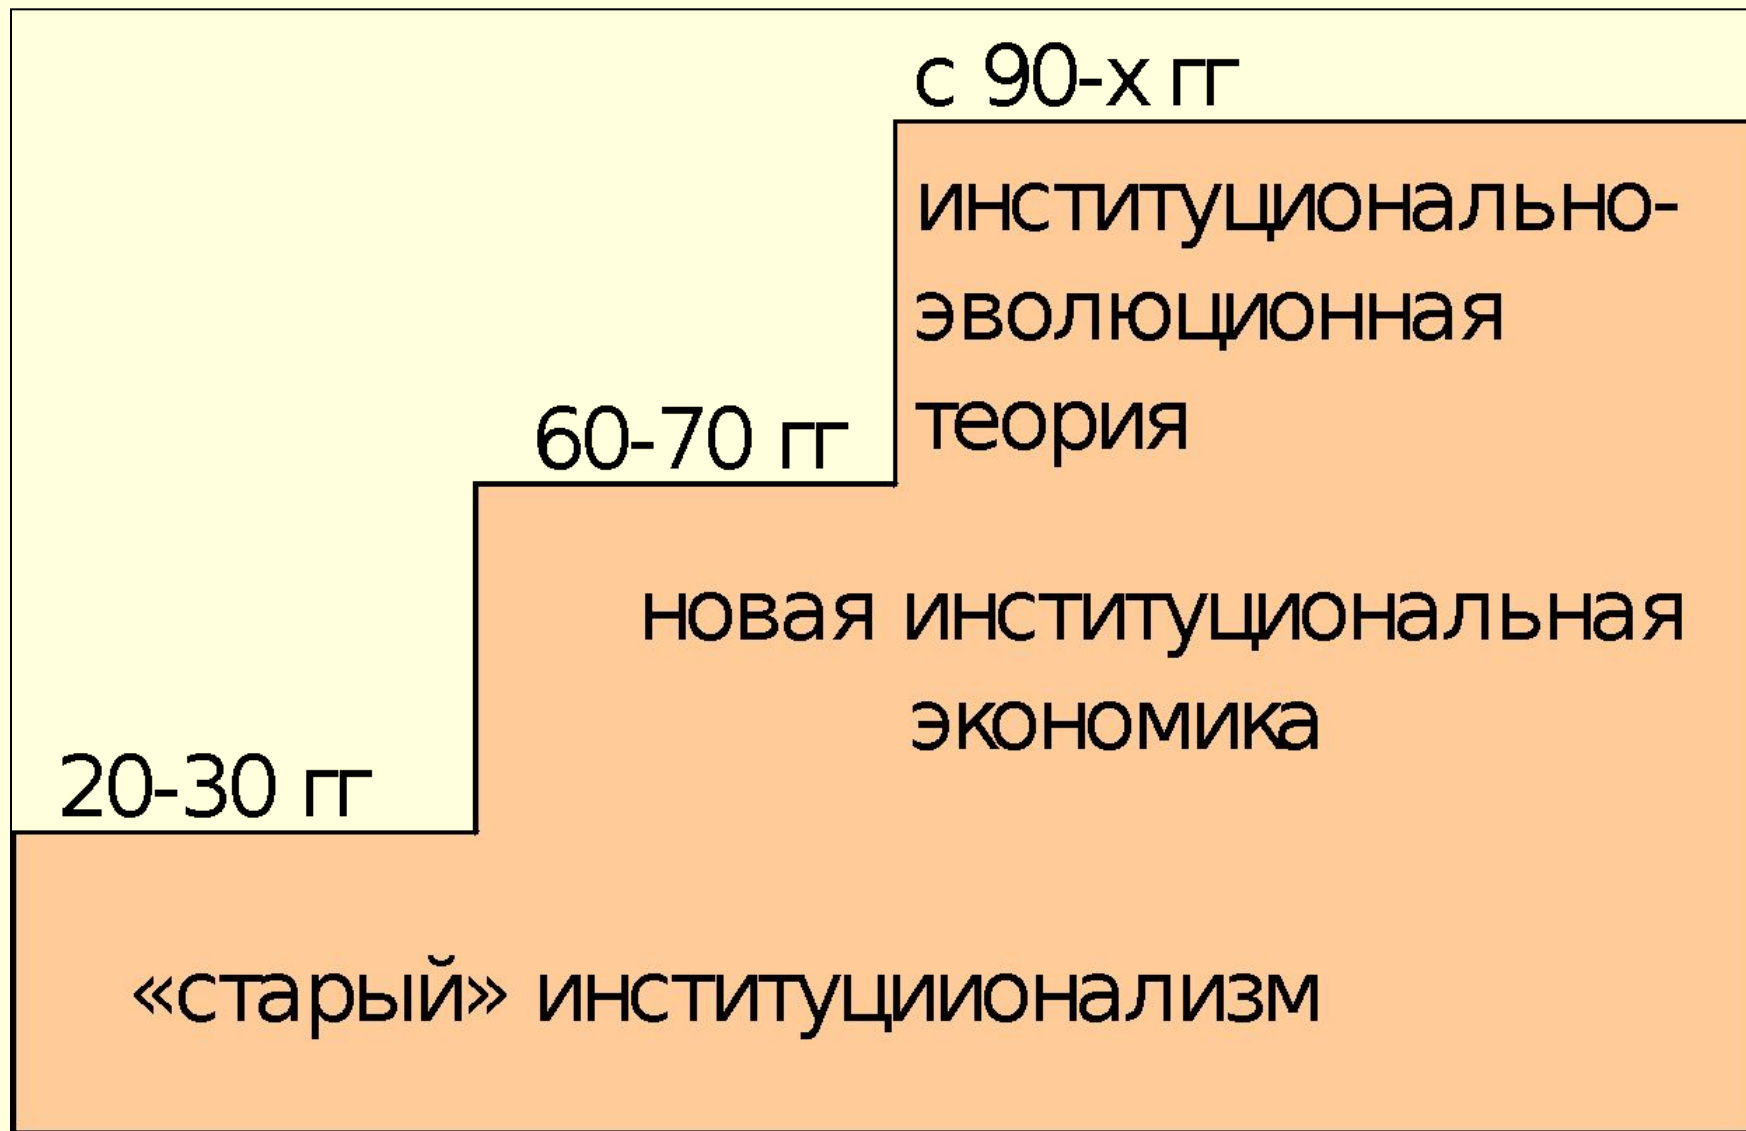 с 90-х гг
институционально-
эволюционная
теория
60-70 гг
новая институциональная
экономика
20-30 гг
«старый» институциионализм